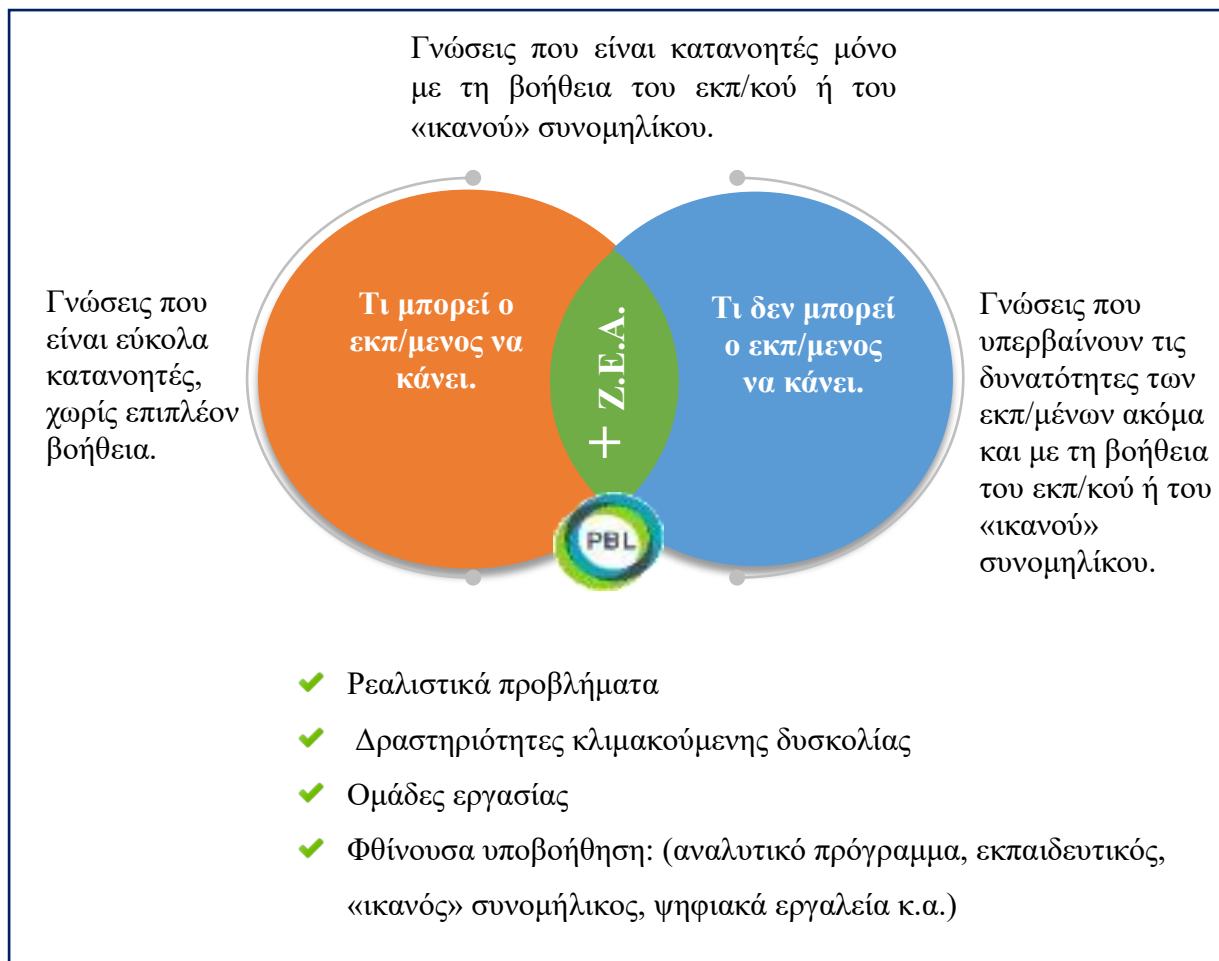 Γνώσεις που είναι κατανοητές μόνο
με τη βοήθεια του εκπ/κού ή του
«ικανού» συνομηλίκου.
Γνώσεις που
είναι εύκολα
κατανοητές,
χωρίς επιπλέον
βοήθεια.
Τι μπορεί ο
εκπ/μενος να
κάνει.
+ Ζ.Ε.Α.
Τι δεν μπορεί
ο εκπ/μενος
να κάνει.
Γνώσεις που
υπερβαίνουν τις
δυνατότητες των
εκπ/μένων ακόμα
και με τη βοήθεια
του εκπ/κού ή του
«ικανού»
συνομηλίκου.
PBL
Ρεαλιστικά προβλήματα
Δραστηριότητες κλιμακούμενης δυσκολίας
Ομάδες εργασίας
Φθίνουσα υποβοήθηση: (αναλυτικό πρόγραμμα, εκπαιδευτικός,
«ικανός» συνομήλικος, ψηφιακά εργαλεία κ.α.)